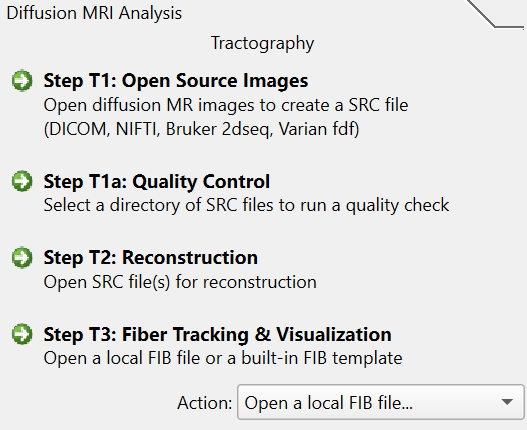 Diffusion MRI Analysis
Tractography
Step T1: Open Source Images
Open diffusion MR images to create a SRC file
(DICOM, NIFTI, Bruker 2dseq, Varian fdf)
Step T1a: Quality Control
Select a directory of SRC files to run a quality check
Step T2: Reconstruction
Open SRC file(s) for reconstruction
Step T3: Fiber Tracking & Visualization
Open a local FIB file or a built-in FIB template
Action: Open a local FIB file...